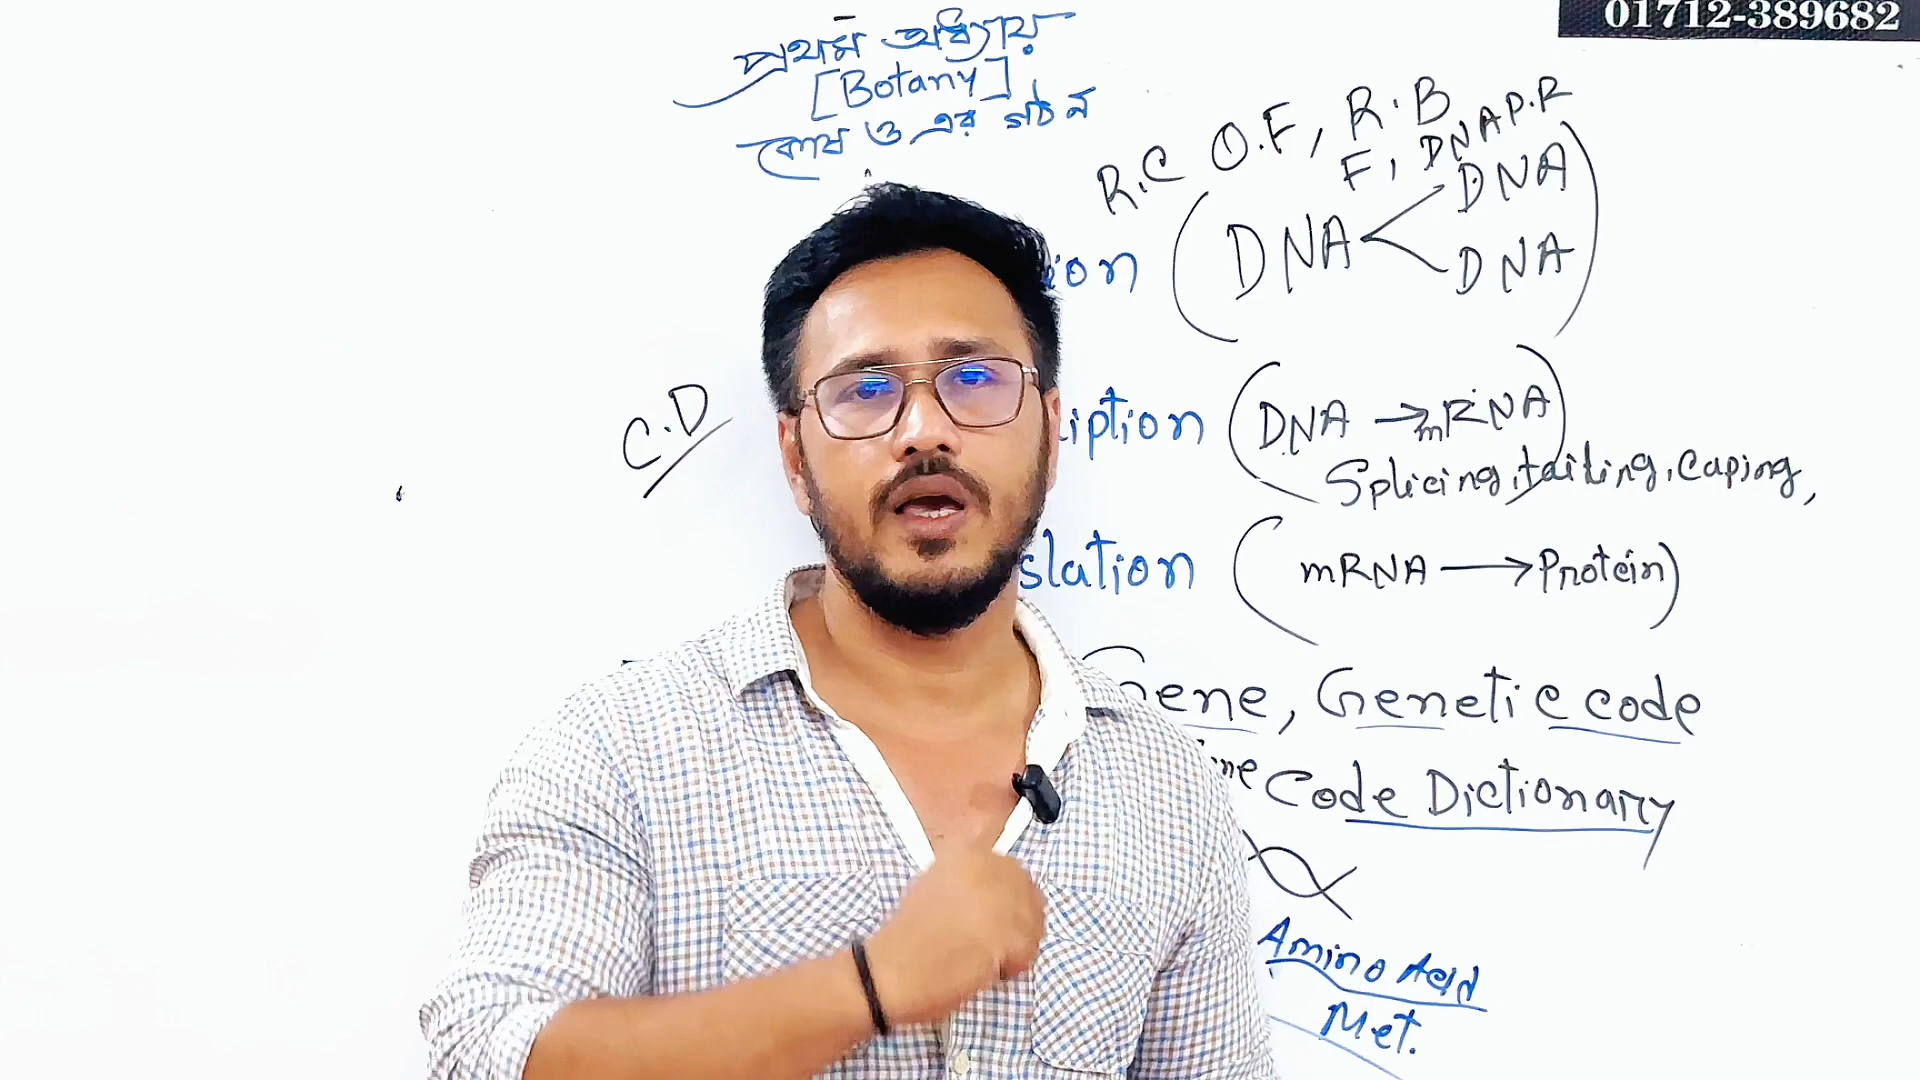 01712-389682
প্রথম অধ্যায়
[Botany]
কোষ ও এর গঠন
R.C O.F, R.B
F, DNA P.R
ion (DNA < DNA
DNA)
C.D
iption (DNA → mRNA)
Splicing, tailing, Caping,
slation (mRNA → Protein)
Gene, Genetic code
ine Code Dictionary
Amino Acid
Met.